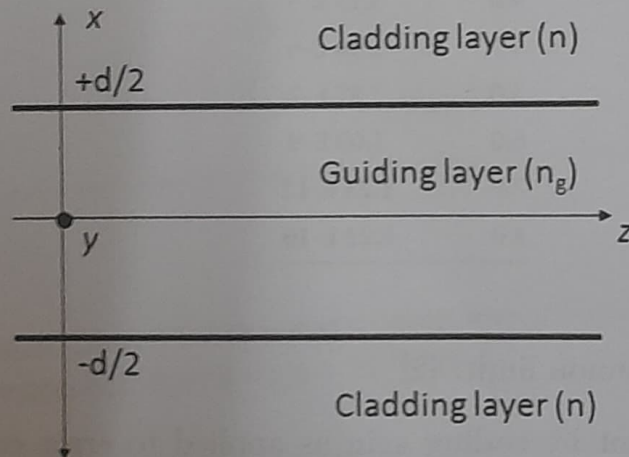 x
Cladding layer (n)
+d/2
Guiding layer (ng)
z
y
-d/2
Cladding layer (n)